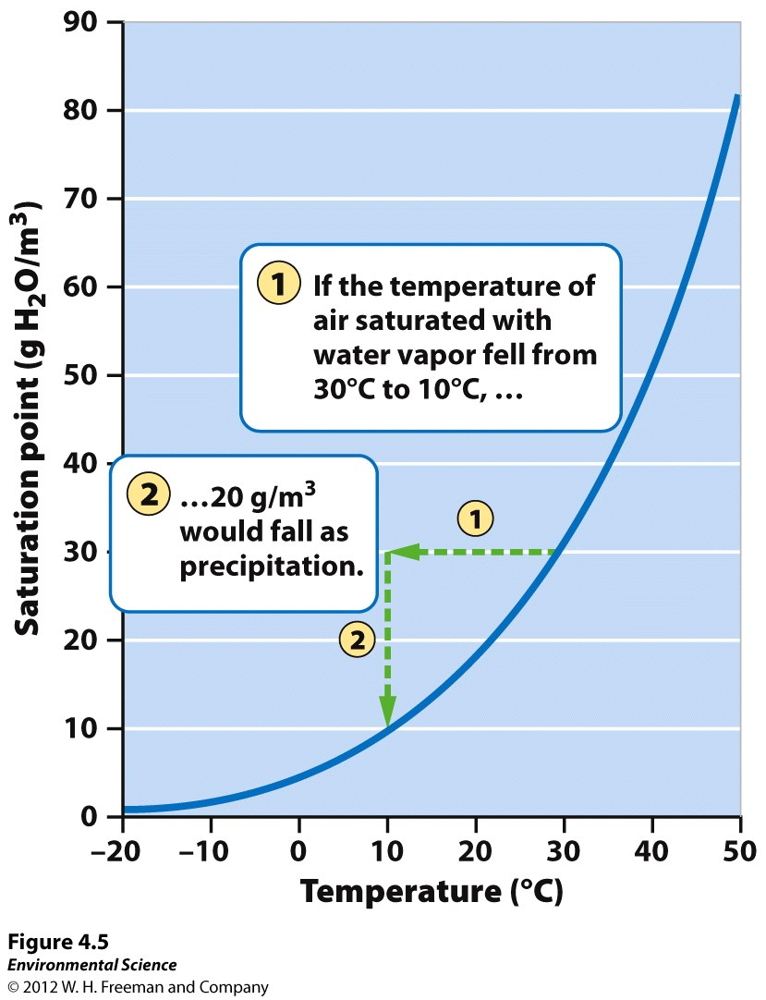 90
80
70
60
50
40
30
20
10
0
Saturation point (g H₂O/m³)
1 If the temperature of
air saturated with
water vapor fell from
30°C to 10°C, …
2 …20 g/m³
would fall as
precipitation.
1
2
–20 –10 0 10 20 30 40 50
Temperature (°C)
Figure 4.5
Environmental Science
© 2012 W. H. Freeman and Company